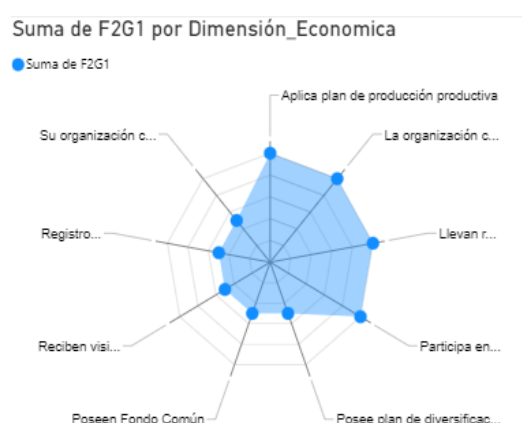 Suma de F2G1 por Dimensión_Economica
Suma de F2G1
Aplica plan de producción productiva
Su organización c...
La organización c...
Registro...
Llevan r...
Reciben visi...
Participa en...
Poseen Fondo Común
Posee plan de diversificac...